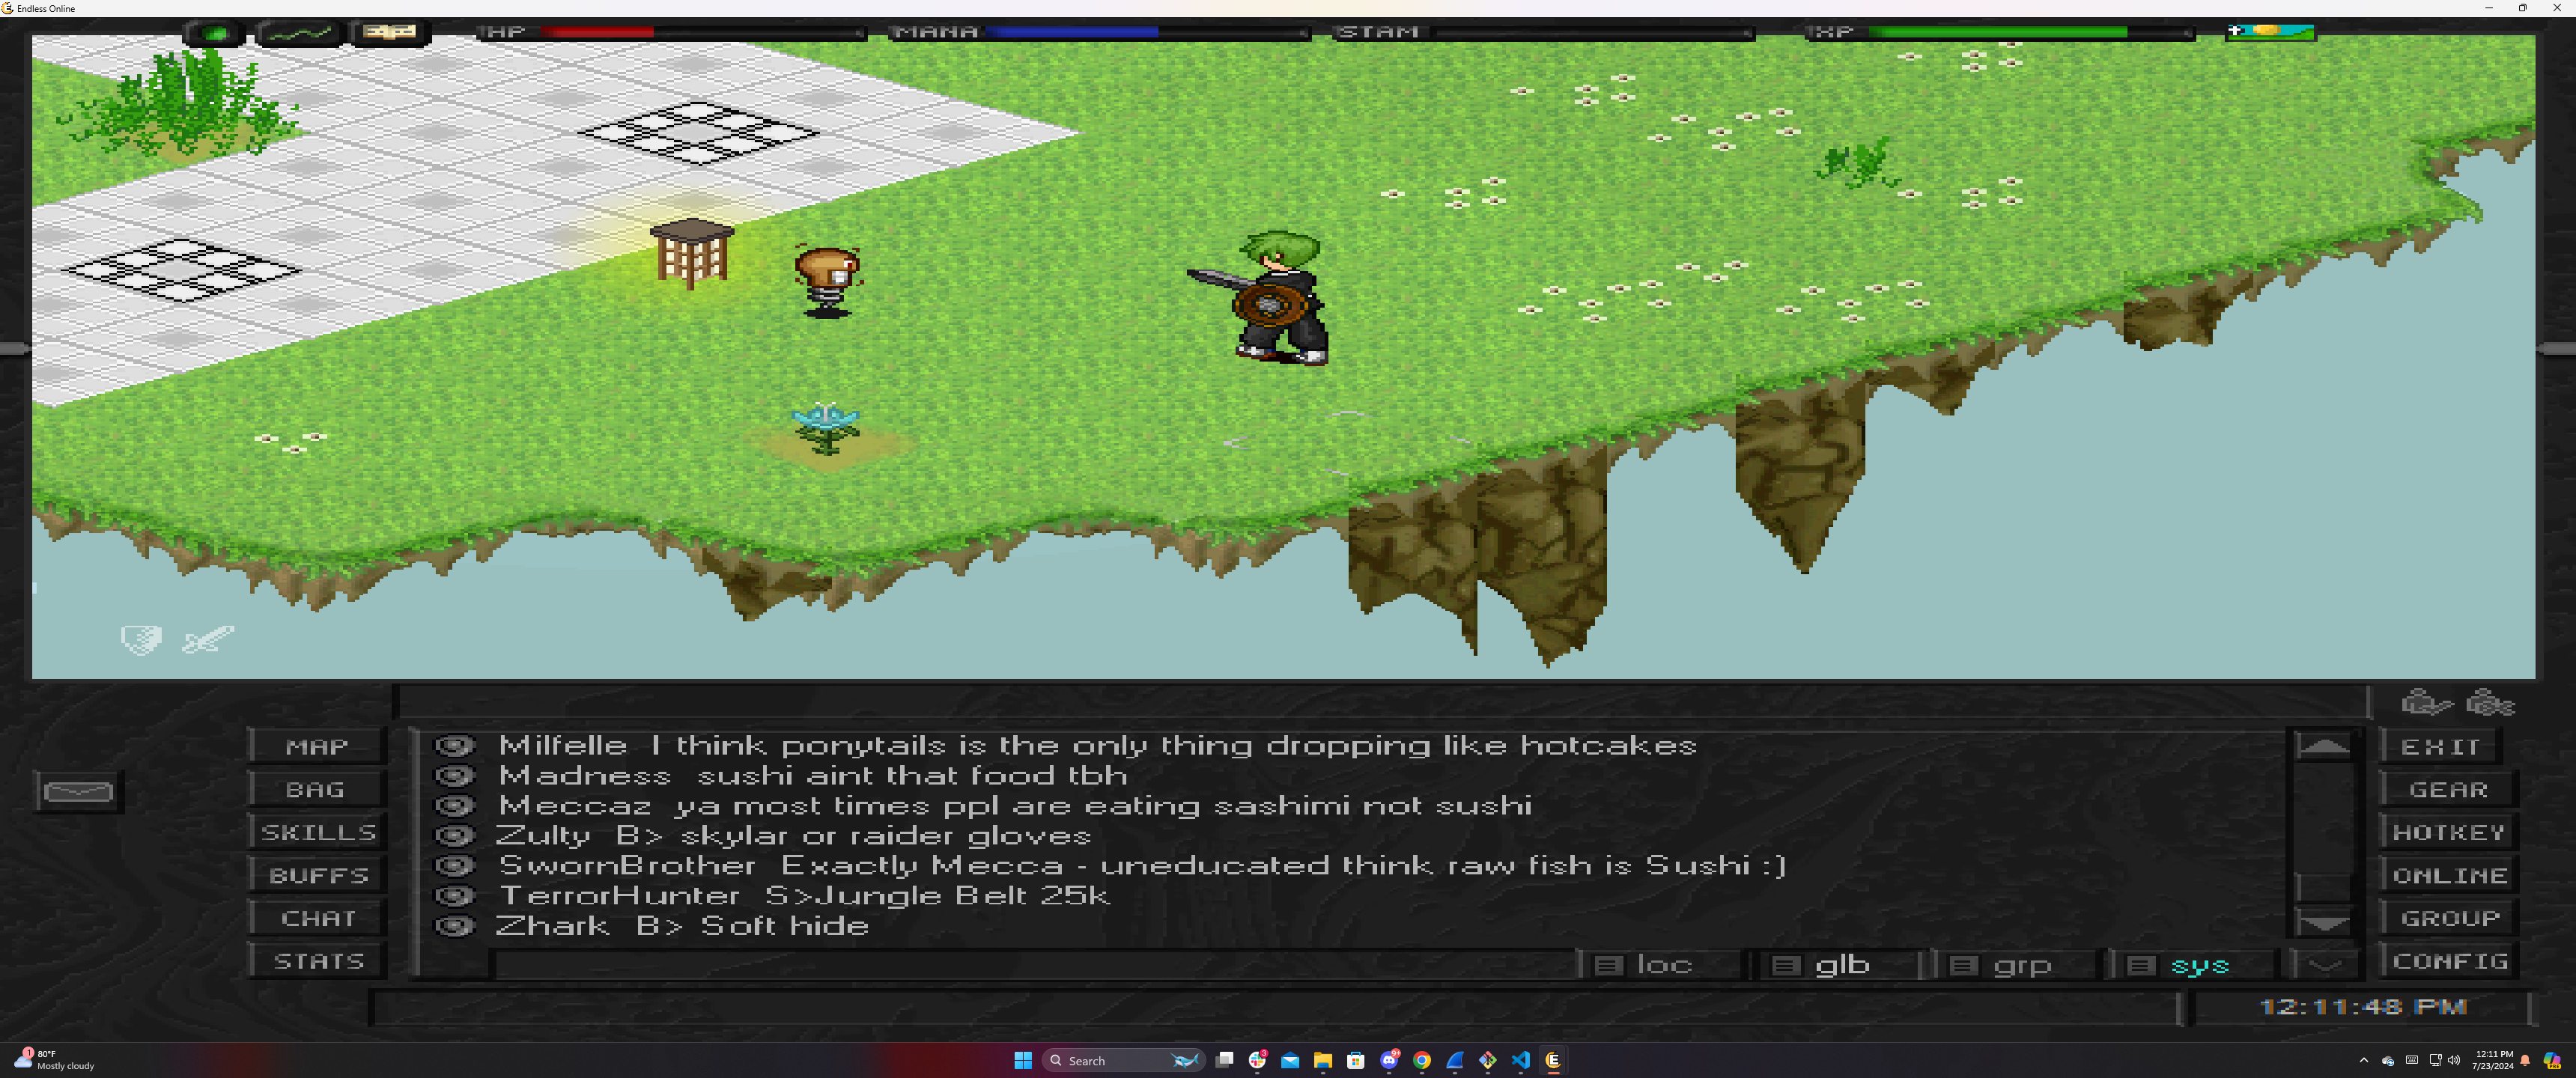 Endless Online
HP
MANA
STAM
XP
MAP
BAG
SKILLS
BUFFS
CHAT
STATS
Milfelle I think ponytails is the only thing dropping like hotcakes
Madness sushi aint that food tbh
Meccaz ya most times ppl are eating sashimi not sushi
Zulty B> skylar or raider gloves
SwornBrother Exactly Mecca - uneducated think raw fish is Sushi :)
TerrorHunter S>Jungle Belt 25k
Zhark B> Soft hide
loc
glb
grp
sys
EXIT
GEAR
HOTKEY
ONLINE
GROUP
CONFIG
12:11:48 PM
1
80°F
Mostly cloudy
Search
3
9+
12:11 PM
7/23/2024